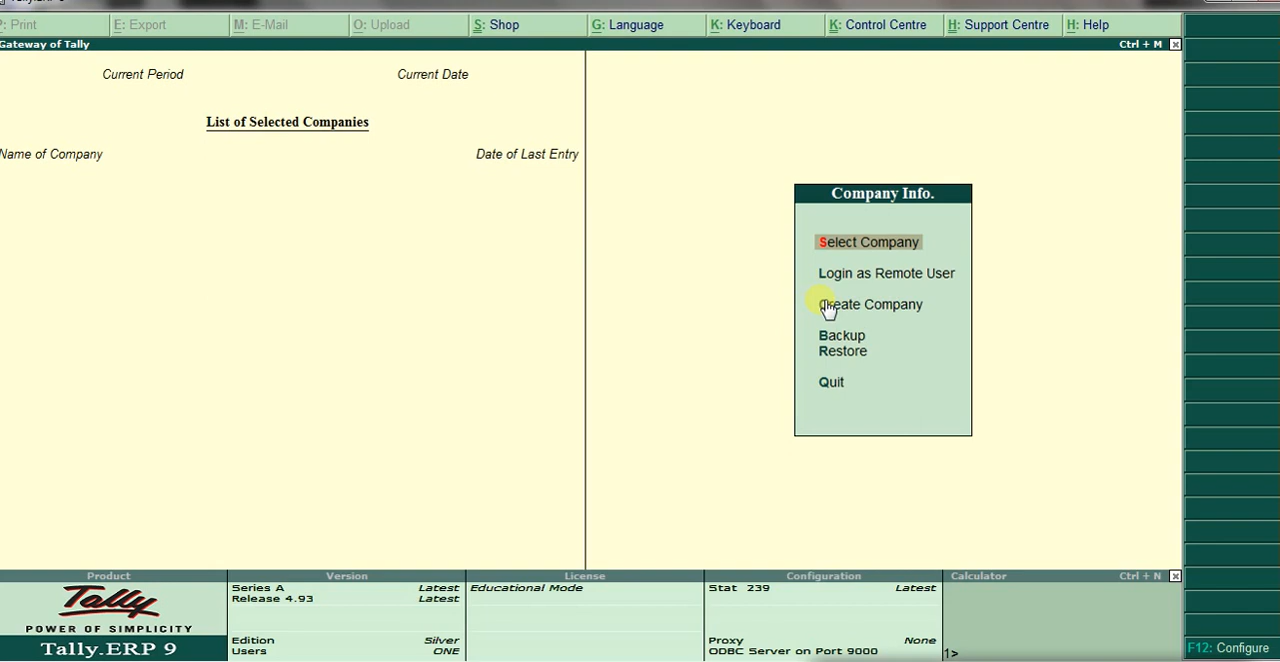 P: Print E: Export M: E-Mail O: Upload S: Shop G: Language K: Keyboard K: Control Centre H: Support Centre H: Help
Gateway of Tally Ctrl + M x
Current Period Current Date
List of Selected Companies
Name of Company Date of Last Entry
Company Info.
Select Company
Login as Remote User
Create Company
Backup
Restore
Quit
Product Version License Configuration Calculator Ctrl + N x
Tally
POWER OF SIMPLICITY
Tally.ERP 9
Series A Latest
Release 4.93 Latest
Edition Silver
Users ONE
Educational Mode
Stat 239 Latest
Proxy None
ODBC Server on Port 9000
1>
F12: Configure